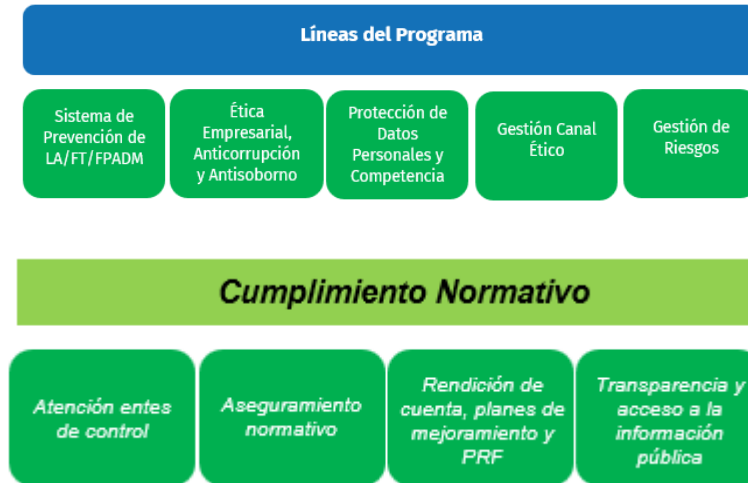 Líneas del Programa
Sistema de
Prevención de
LA/FT/FPADM
Ética
Empresarial,
Anticorrupción
y Antisoborno
Protección de
Datos
Personales y
Competencia
Gestión Canal
Ético
Gestión de
Riesgos
Cumplimiento Normativo
Atención entes
de control
Aseguramiento
normativo
Rendición de
cuenta, planes de
mejoramiento y
PRF
Transparencia y
acceso a la
información
pública